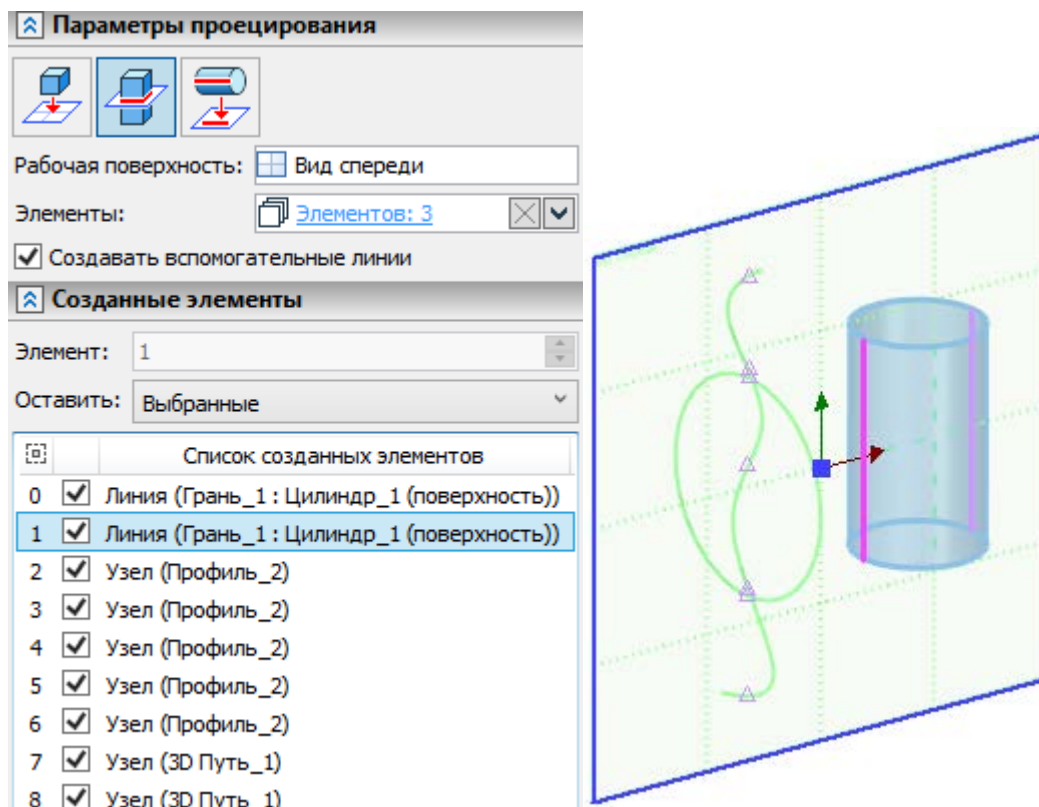 Параметры проецирования
Рабочая поверхность: Вид спереди
Элементы: Элементов: 3
Создавать вспомогательные линии
Созданные элементы
Элемент: 1
Оставить: Выбранные
Список созданных элементов
0 Линия (Грань_1 : Цилиндр_1 (поверхность))
1 Линия (Грань_1 : Цилиндр_1 (поверхность))
2 Узел (Профиль_2)
3 Узел (Профиль_2)
4 Узел (Профиль_2)
5 Узел (Профиль_2)
6 Узел (Профиль_2)
7 Узел (3D Путь_1)
8 Узел (3D Путь_1)